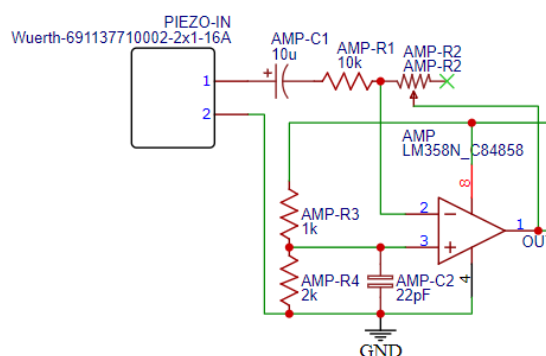 PIEZO-IN
Wuerth-691137710002-2x1-16A
1
2
AMP-C1
10u
+
AMP-R1
10k
AMP-R2
AMP-R2
AMP
LM358N_C84858
8
2
3
1
4
OU
AMP-R3
1k
AMP-R4
2k
AMP-C2
22pF
GND